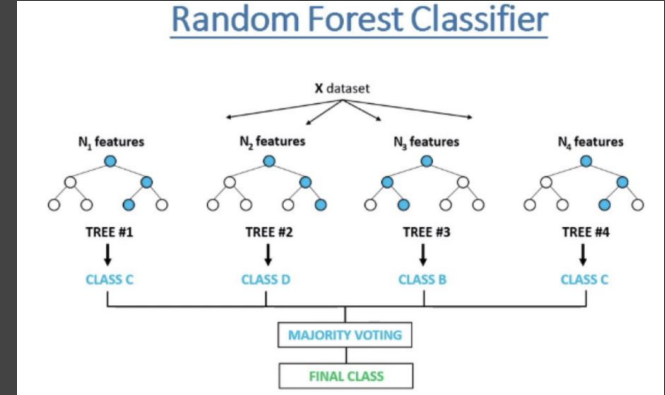 Random Forest Classifier
X dataset
N1 features N2 features N3 features N4 features
TREE #1 TREE #2 TREE #3 TREE #4
CLASS C CLASS D CLASS B CLASS C
MAJORITY VOTING
FINAL CLASS